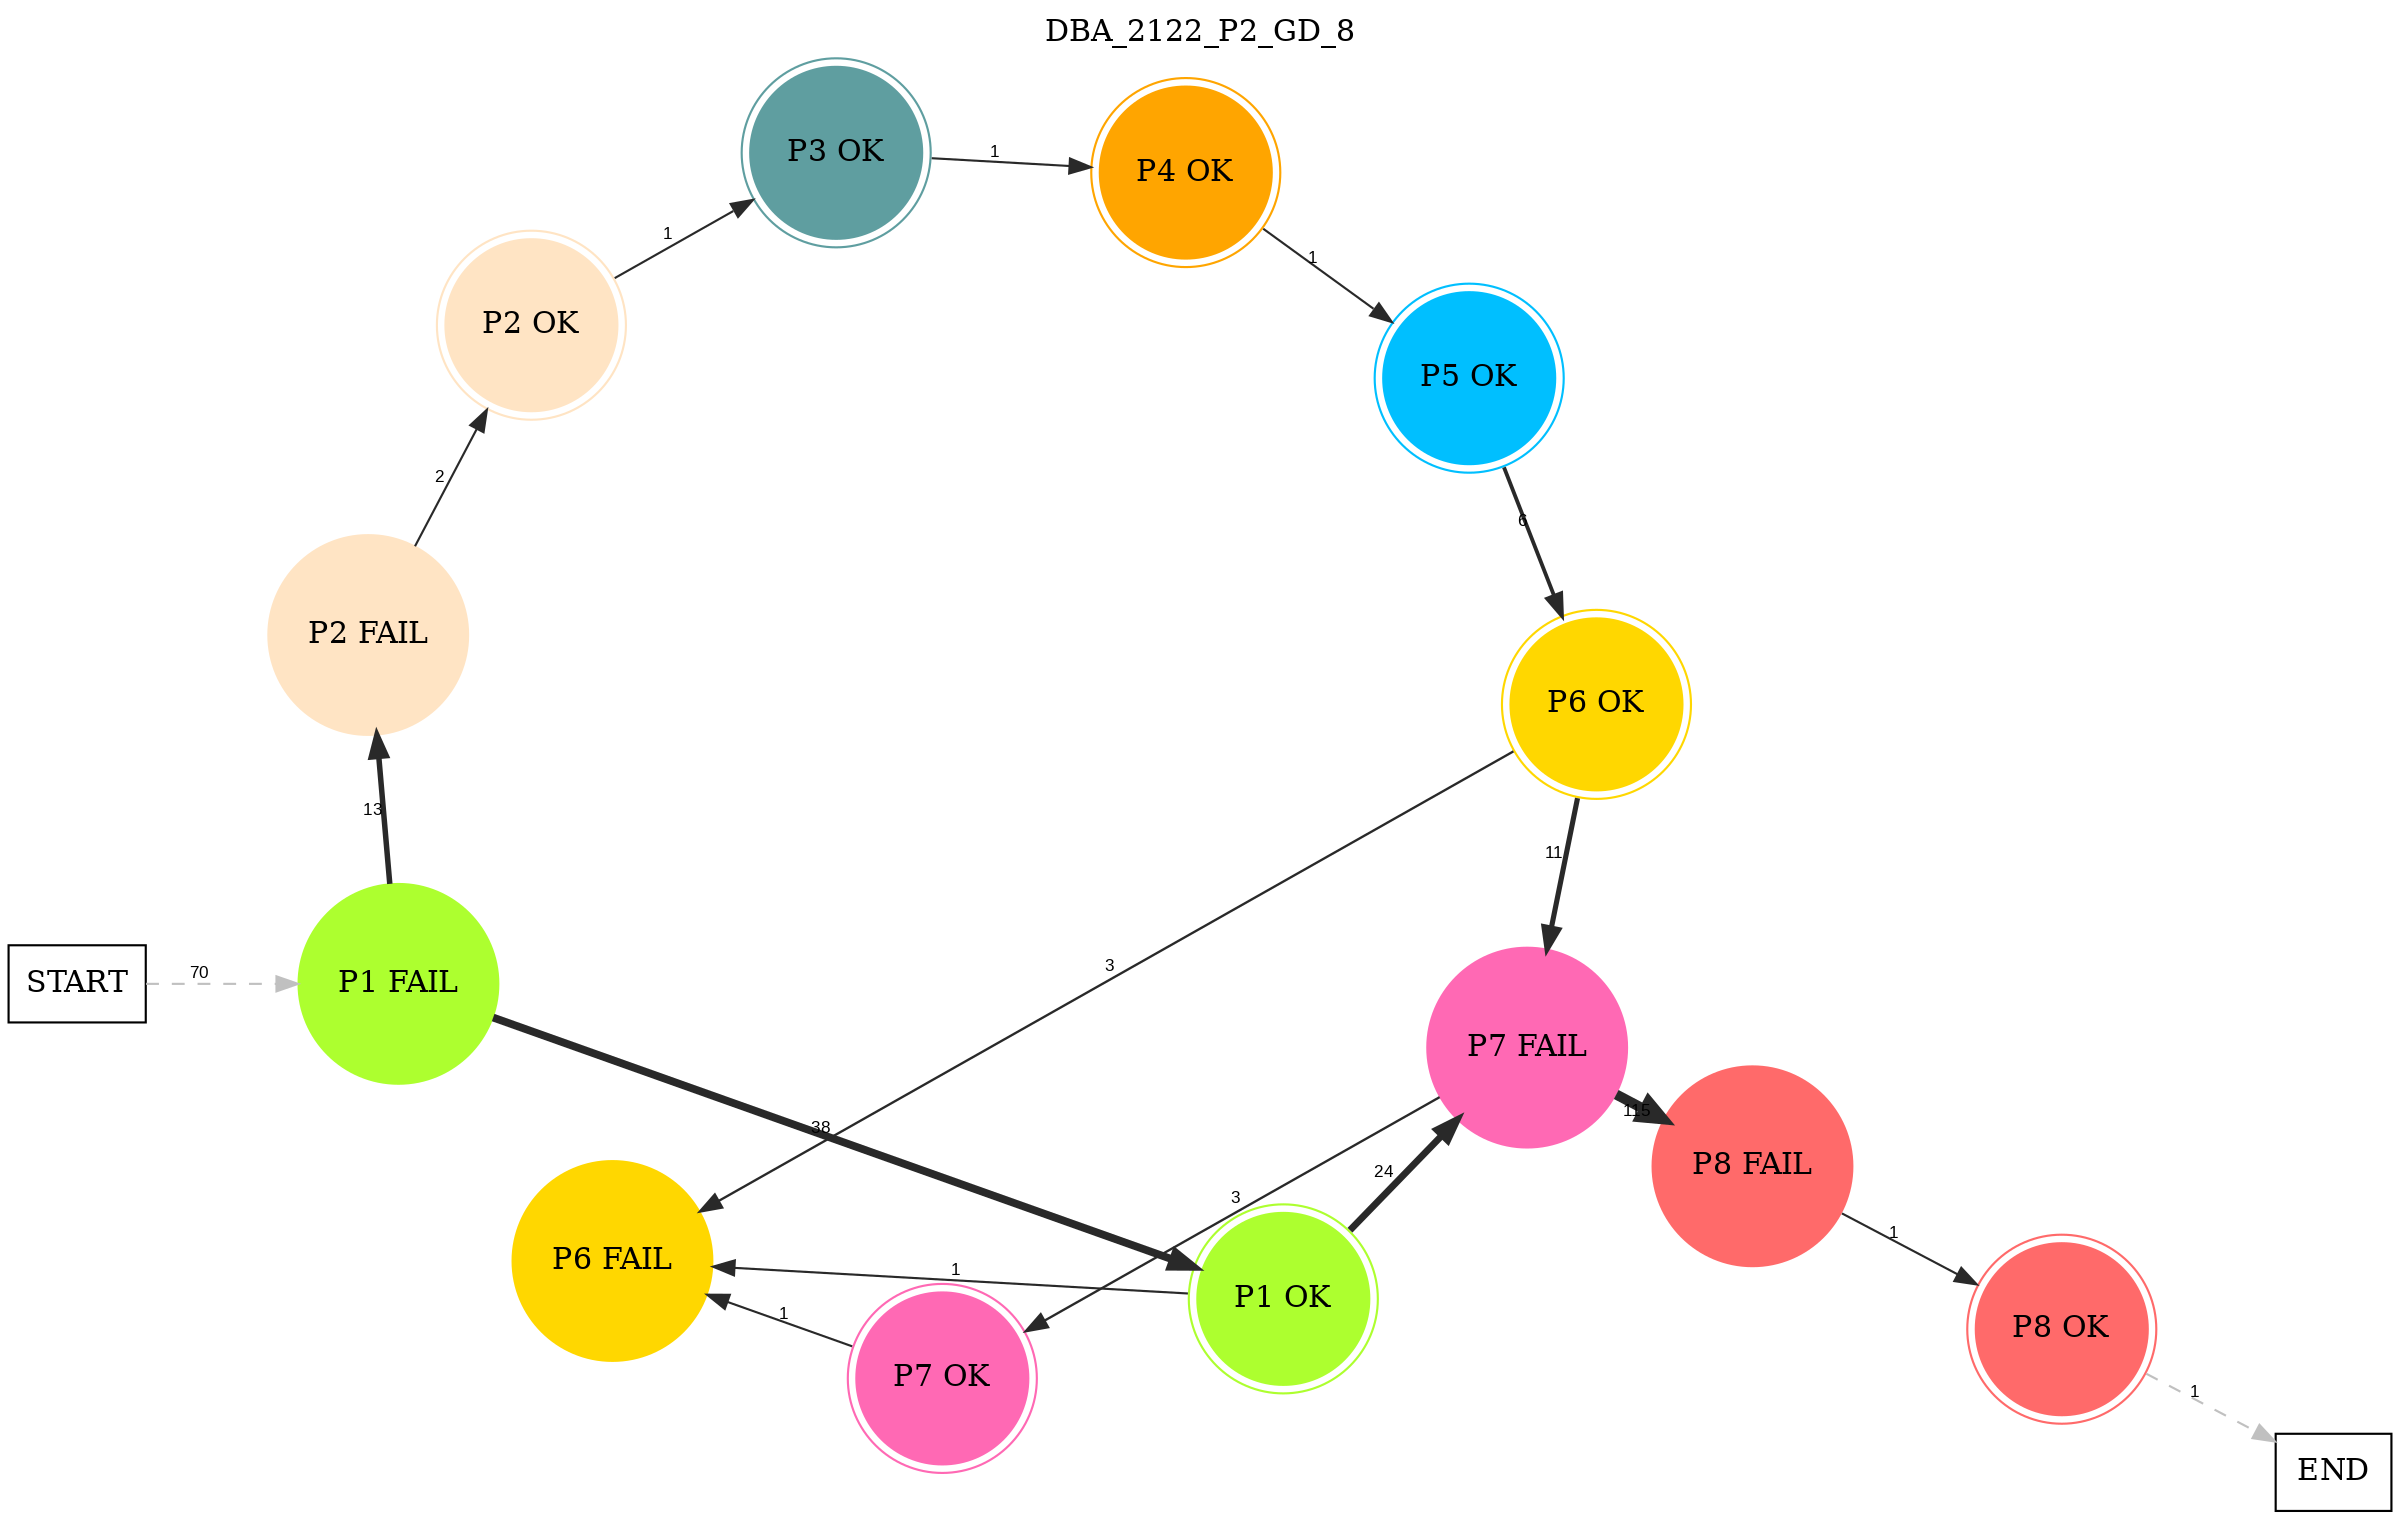 DBA_2122_P2_GD_8
P3 OK
1
P4 OK
1
P2 OK
1
P5 OK
2
6
P2 FAIL
P6 OK
13
11
3
70
START
P1 FAIL
P7 FAIL
115
38
P8 FAIL
24
3
1
P6 FAIL
1
P1 OK
1
P8 OK
P7 OK
1
END